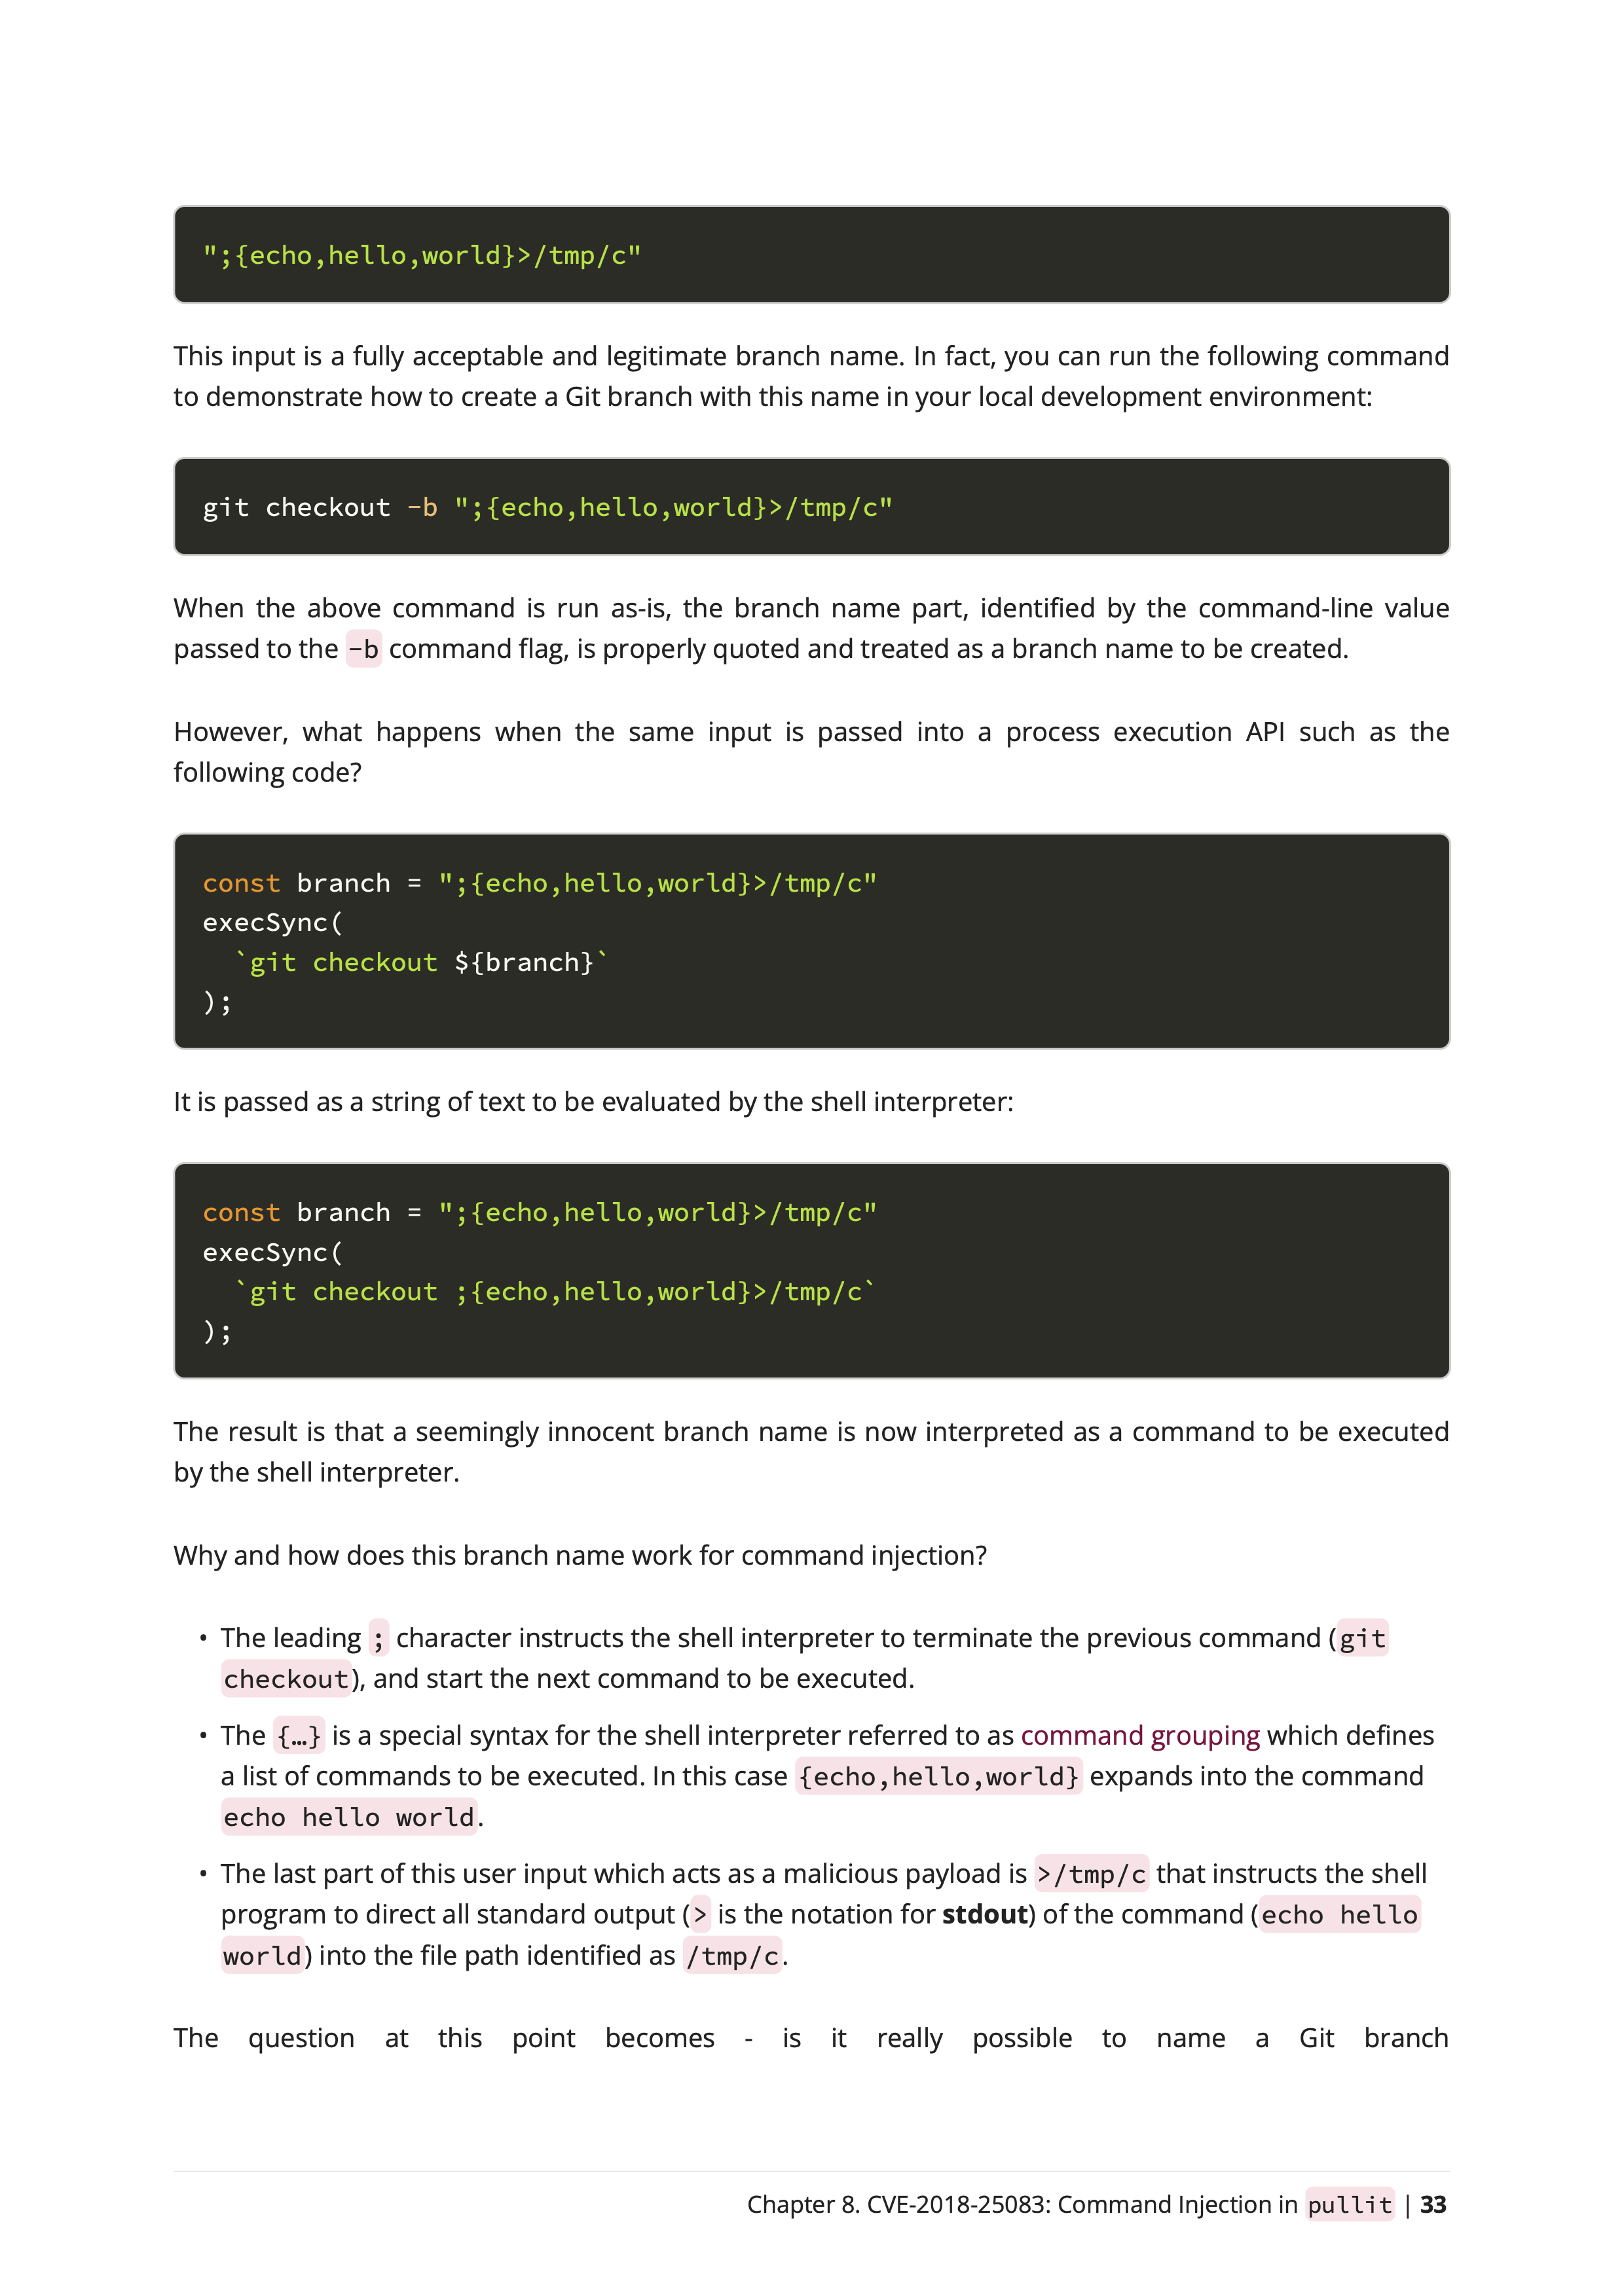 ";{echo,hello,world}>/tmp/c"
This input is a fully acceptable and legitimate branch name. In fact, you can run the following command
to demonstrate how to create a Git branch with this name in your local development environment:
git checkout -b ";{echo,hello,world}>/tmp/c"
When the above command is run as-is, the branch name part, identified by the command-line value
passed to the -b command flag, is properly quoted and treated as a branch name to be created.
However, what happens when the same input is passed into a process execution API such as the
following code?
const branch = ";{echo,hello,world}>/tmp/c"
execSync(
  `git checkout ${branch}`
);
It is passed as a string of text to be evaluated by the shell interpreter:
const branch = ";{echo,hello,world}>/tmp/c"
execSync(
  `git checkout ;{echo,hello,world}>/tmp/c`
);
The result is that a seemingly innocent branch name is now interpreted as a command to be executed
by the shell interpreter.
Why and how does this branch name work for command injection?
• The leading ; character instructs the shell interpreter to terminate the previous command (git
checkout), and start the next command to be executed.
• The {…} is a special syntax for the shell interpreter referred to as command grouping which defines
a list of commands to be executed. In this case {echo,hello,world} expands into the command
echo hello world.
• The last part of this user input which acts as a malicious payload is >/tmp/c that instructs the shell
program to direct all standard output (> is the notation for stdout) of the command (echo hello
world) into the file path identified as /tmp/c.
The question at this point becomes - is it really possible to name a Git branch
Chapter 8. CVE-2018-25083: Command Injection in pullit | 33